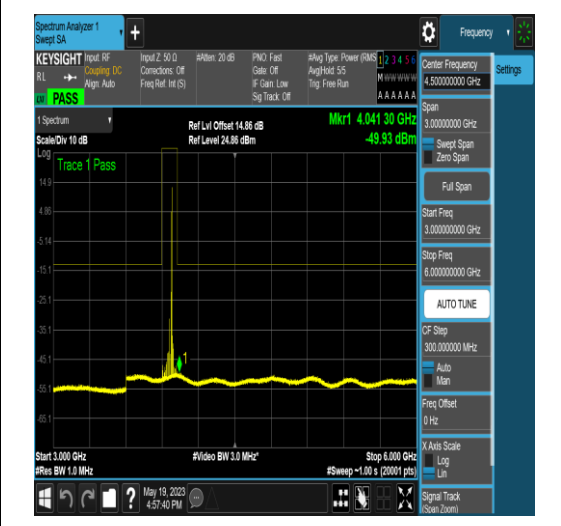 Spectrum Analyzer 1
Swept SA
+
Frequency
KEYSIGHT
RL
Input: RF
Coupling: DC
Align: Auto
Input Z: 50 Ω
Corrections: Off
Freq Ref: Int (S)
#Atten: 20 dB
PNO: Fast
Gate: Off
IF Gain: Low
Sig Track: Off
#Avg Type: Power (RMS
Avg|Hold: 5/5
Trig: Free Run
1 2 3 4 5 6
M W W W W W
A A A A A A
PASS
Center Frequency
4.500000000 GHz
Settings
Span
3.00000000 GHz
Swept Span
Zero Span
Full Span
Start Freq
3.000000000 GHz
Stop Freq
6.000000000 GHz
AUTO TUNE
CF Step
300.000000 MHz
Auto
Man
Freq Offset
0 Hz
X Axis Scale
Log
Lin
Signal Track
(Span Zoom)
1 Spectrum
Scale/Div 10 dB
Ref Lvl Offset 14.86 dB
Ref Level 24.86 dBm
Mkr1 4.041 30 GHz
-49.93 dBm
Log
Trace 1 Pass
14.9
4.86
-5.14
-15.1
-25.1
-35.1
-45.1
-55.1
-65.1
1
Start 3.000 GHz
#Res BW 1.0 MHz
#Video BW 3.0 MHz*
Stop 6.000 GHz
#Sweep ~1.00 s (20001 pts)
?
May 19, 2023
4:57:40 PM